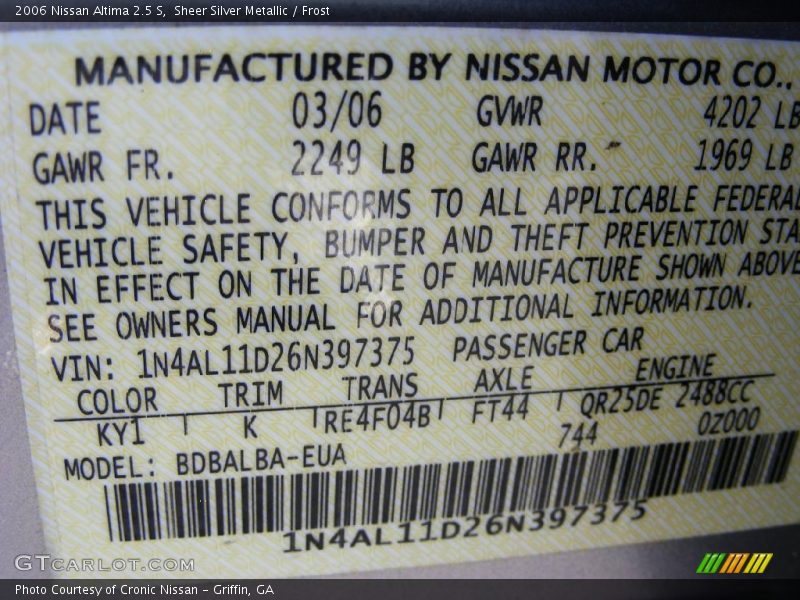 2006 Nissan Altima 2.5 S, Sheer Silver Metallic / Frost
MANUFACTURED BY NISSAN MOTOR CO.,
DATE 03/06 GVWR 4202 LB
GAWR FR. 2249 LB GAWR RR. 1969 LB
THIS VEHICLE CONFORMS TO ALL APPLICABLE FEDERAL
VEHICLE SAFETY, BUMPER AND THEFT PREVENTION STA
IN EFFECT ON THE DATE OF MANUFACTURE SHOWN ABOVE
SEE OWNERS MANUAL FOR ADDITIONAL INFORMATION.
VIN: 1N4AL11D26N397375 PASSENGER CAR
COLOR TRIM TRANS AXLE ENGINE
KY1 K RE4F04B FT44 QR25DE 2488CC
744 0Z000
MODEL: BDBALBA-EUA
1N4AL11D26N397375
GTCARLOT.COM
Photo Courtesy of Cronic Nissan - Griffin, GA